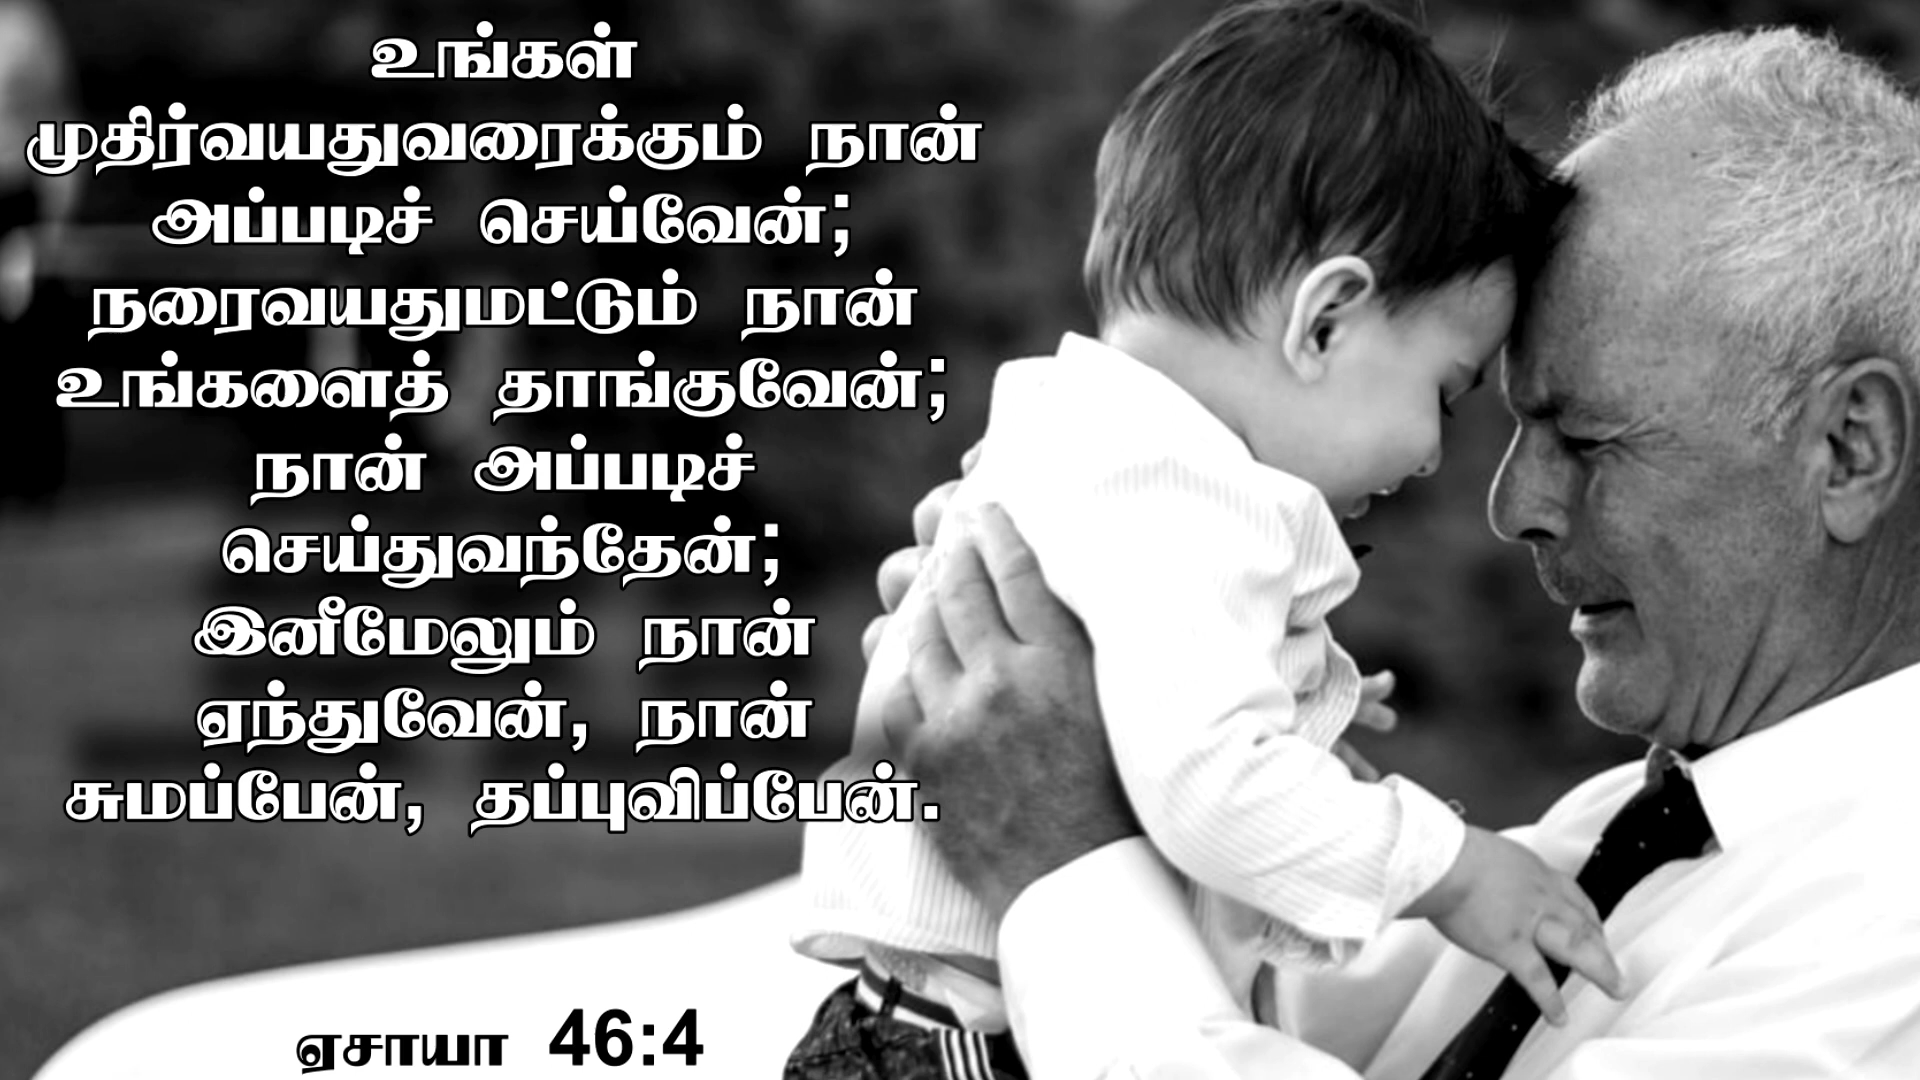 உங்கள்
முதிர்வயதுவரைக்கும் நான்
அப்படிச் செய்வேன்;
நரைவயதுமட்டும் நான்
உங்களைத் தாங்குவேன்;
நான் அப்படிச்
செய்துவந்தேன்;
இனீமேலும் நான்
ஏந்துவேன், நான்
சுமப்பேன், தப்புவிப்பேன்.
ஏசாயா 46:4